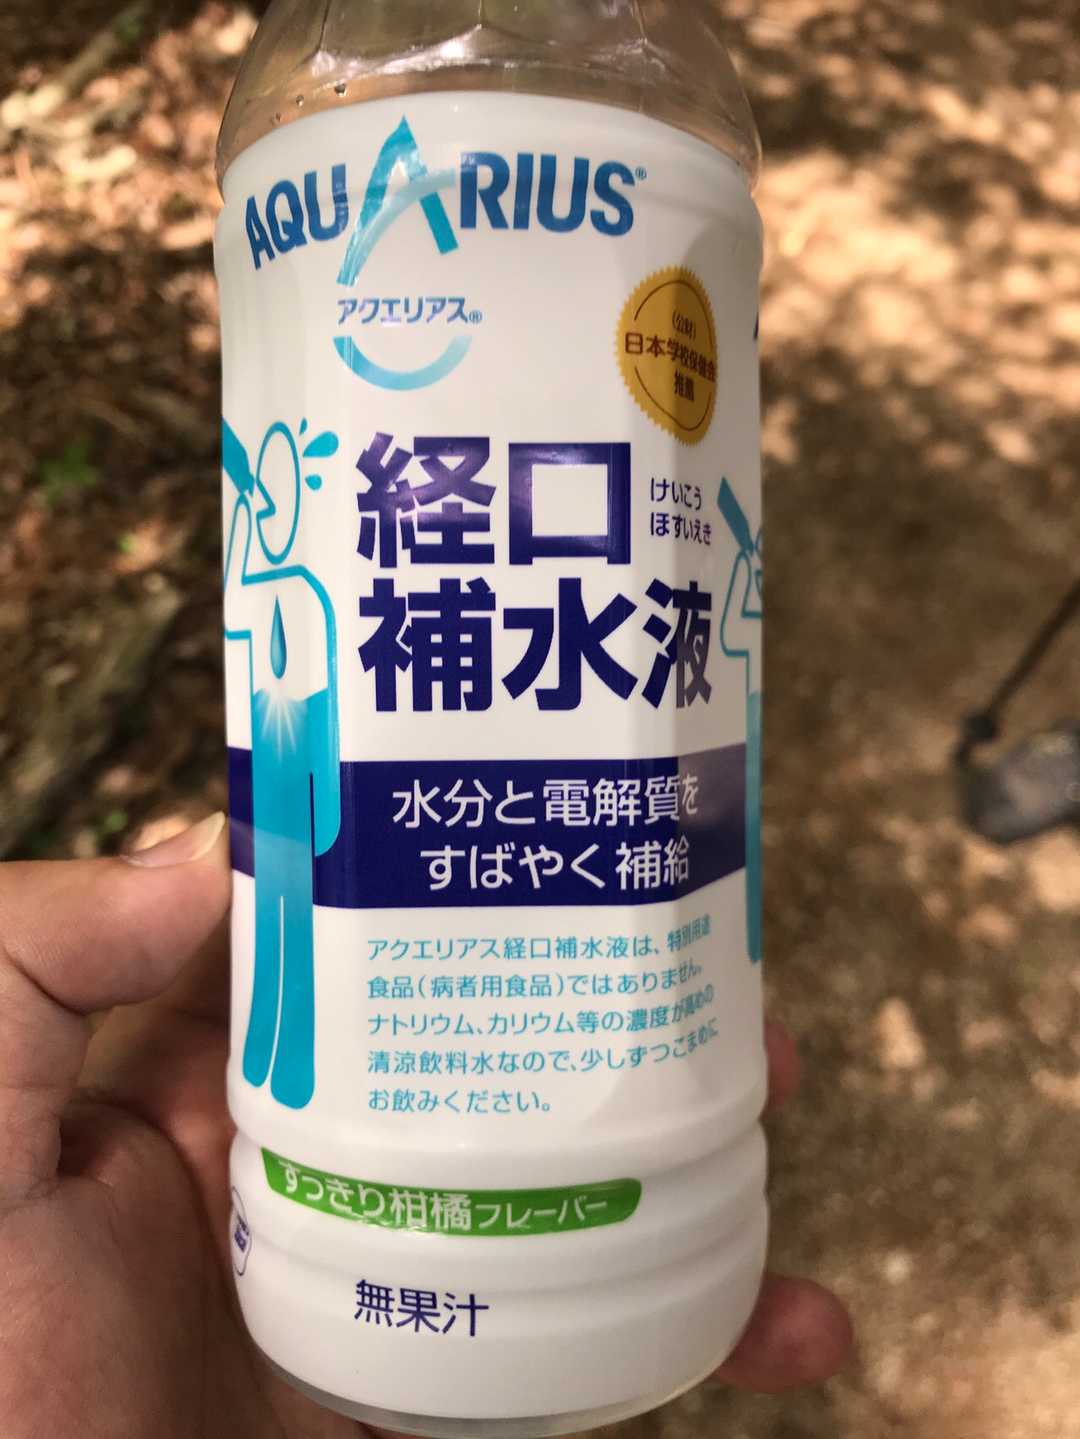 AQUARIUS®
アクエリアス®
(公財)
日本学校保健会
推薦
経口
補水液
けいこう
ほすいえき
水分と電解質を
すばやく補給
アクエリアス経口補水液は、特別用途
食品(病者用食品)ではありません。
ナトリウム、カリウム等の濃度が高めの
清涼飲料水なので、少しずつこまめに
お飲みください。
すっきり柑橘フレーバー
無果汁